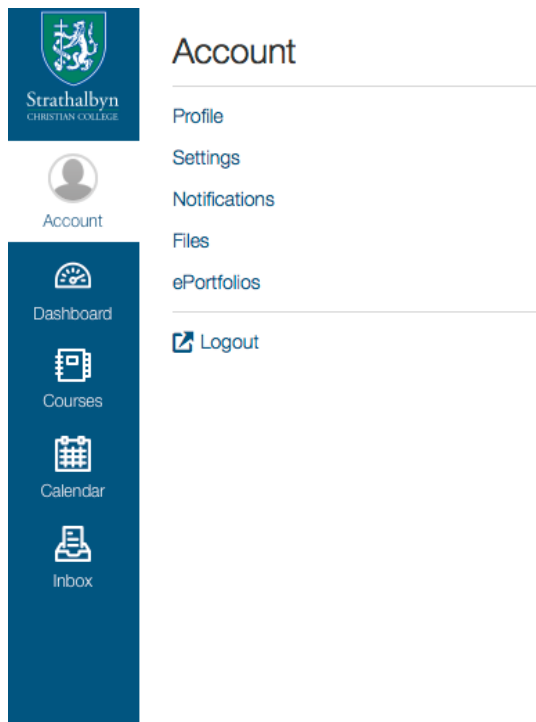 Strathalbyn
CHRISTIAN COLLEGE
Account
Dashboard
Courses
Calendar
Inbox
Account
Profile
Settings
Notifications
Files
ePortfolios
Logout